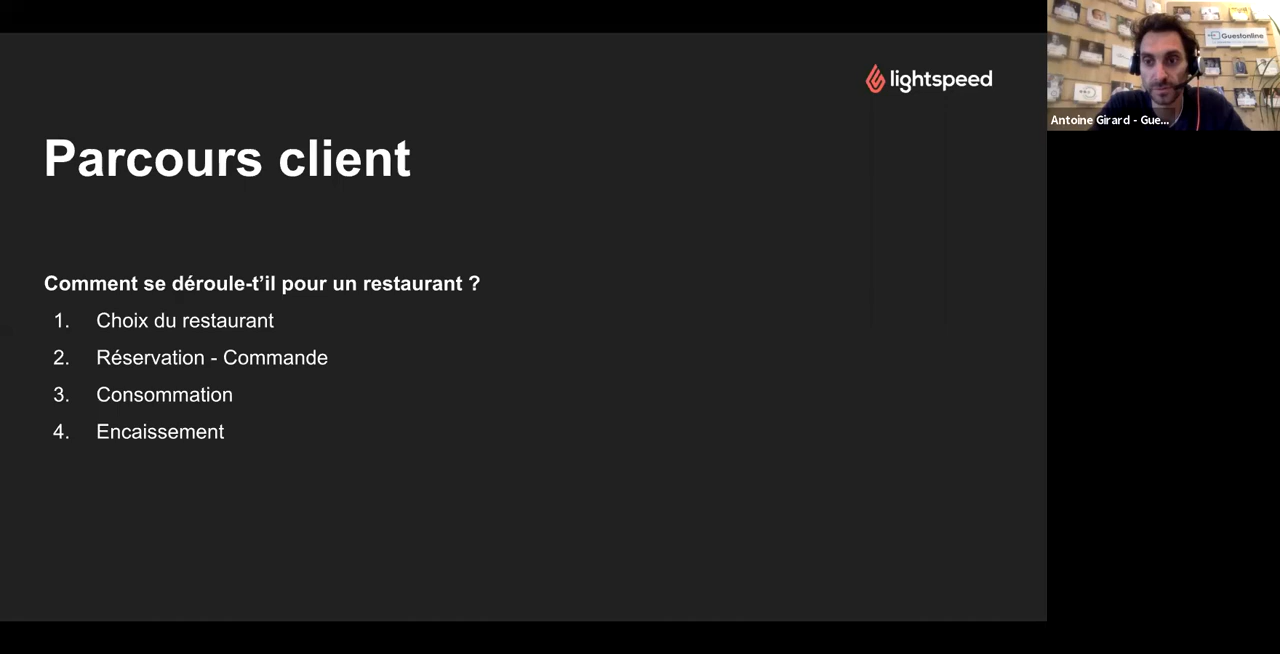 lightspeed
Parcours client
Comment se déroule-t’il pour un restaurant ?
1. Choix du restaurant
2. Réservation - Commande
3. Consommation
4. Encaissement
Guestonline
Antoine Girard - Gue...